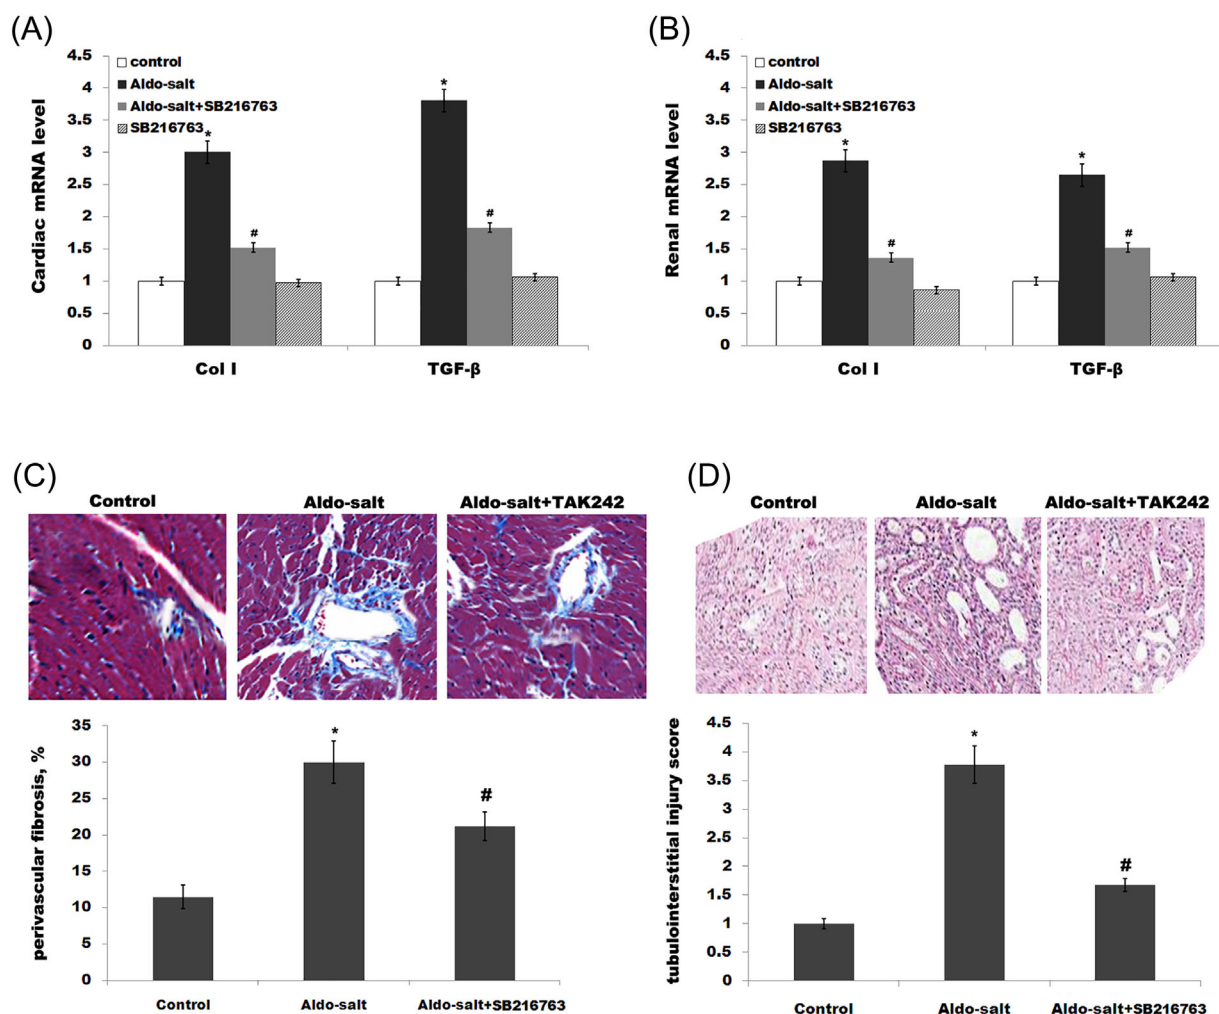 (A)
4.5
4
3.5
3
2.5
2
1.5
1
0.5
0
Cardiac mRNA level
control
Aldo-salt
Aldo-salt+SB216763
SB216763
*
#
*
#
Col I
TGF-β
(B)
4.5
4
3.5
3
2.5
2
1.5
1
0.5
0
Renal mRNA level
control
Aldo-salt
Aldo-salt+SB216763
SB216763
*
#
*
#
Col I
TGF-β
(C)
Control
Aldo-salt
Aldo-salt+TAK242
35
30
25
20
15
10
5
0
perivascular fibrosis, %
*
#
Control
Aldo-salt
Aldo-salt+SB216763
(D)
Control
Aldo-salt
Aldo-salt+TAK242
4.5
4
3.5
3
2.5
2
1.5
1
0.5
0
tubulointerstitial injury score
*
#
Control
Aldo-salt
Aldo-salt+SB216763